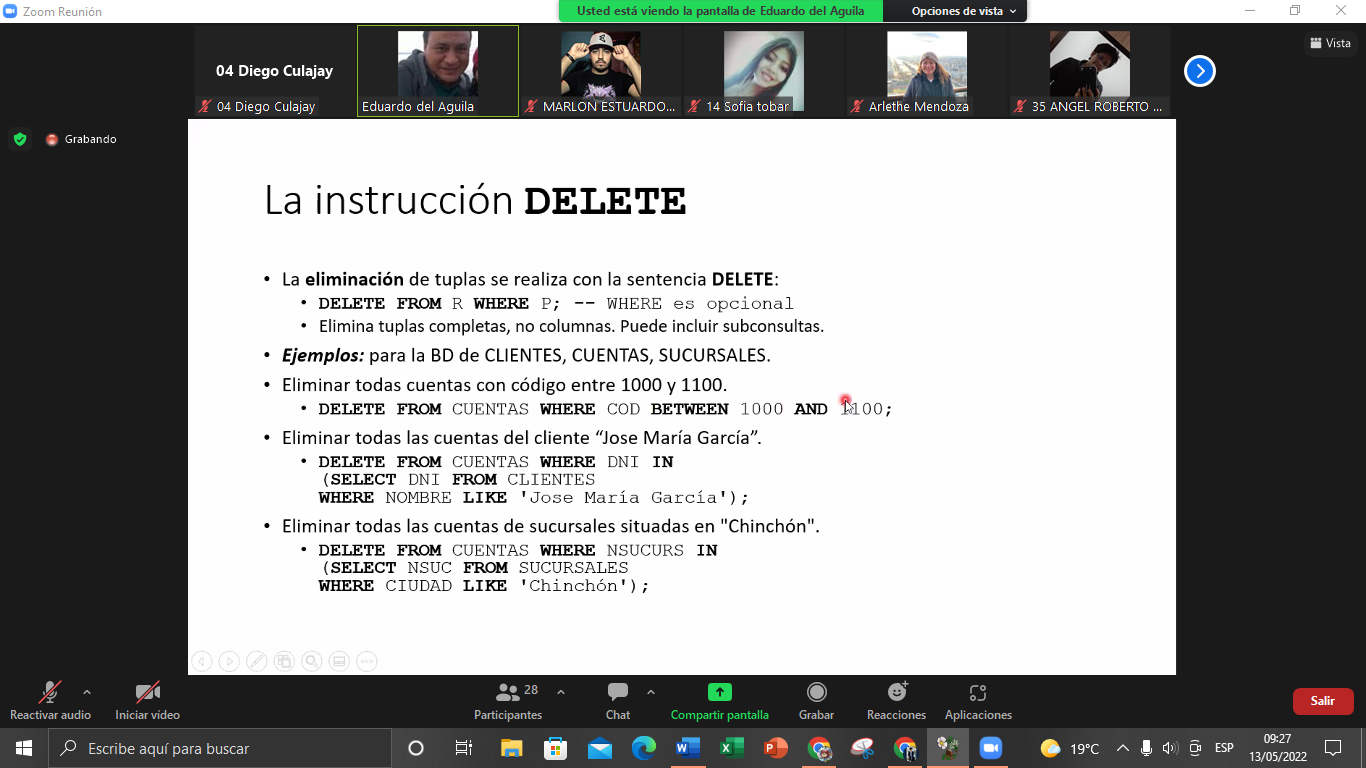 Zoom Reunión
Usted está viendo la pantalla de Eduardo del Aguila
Opciones de vista
04 Diego Culajay
04 Diego Culajay
Eduardo del Aguila
MARLON ESTUARDO...
14 Sofia tobar
Arlethe Mendoza
35 ANGEL ROBERTO ...
Vista
Grabando
La instrucción DELETE
• La eliminación de tuplas se realiza con la sentencia DELETE:
• DELETE FROM R WHERE P; -- WHERE es opcional
• Elimina tuplas completas, no columnas. Puede incluir subconsultas.
• Ejemplos: para la BD de CLIENTES, CUENTAS, SUCURSALES.
• Eliminar todas cuentas con código entre 1000 y 1100.
• DELETE FROM CUENTAS WHERE COD BETWEEN 1000 AND 1100;
• Eliminar todas las cuentas del cliente “Jose María García”.
• DELETE FROM CUENTAS WHERE DNI IN
(SELECT DNI FROM CLIENTES
WHERE NOMBRE LIKE 'Jose María García');
• Eliminar todas las cuentas de sucursales situadas en "Chinchón".
• DELETE FROM CUENTAS WHERE NSUCURS IN
(SELECT NSUC FROM SUCURSALES
WHERE CIUDAD LIKE 'Chinchón');
Reactivar audio
Iniciar vídeo
28
Participantes
Chat
Compartir pantalla
Grabar
Reacciones
Aplicaciones
Salir
Escribe aquí para buscar
19°C
ESP
09:27
13/05/2022